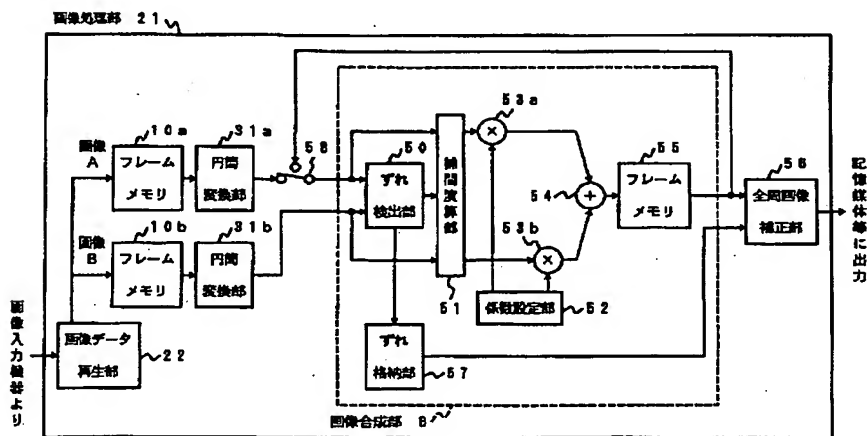 画像処理部 21
10a
31a
58
50
53a
55
56
画像
A
フレーム
メモリ
円筒
変換部
ずれ
検出部
補間演算部
×
54
+
フレーム
メモリ
全周画像
補正部
記憶媒体等に出力
10b
31b
画像
B
フレーム
メモリ
円筒
変換部
53b
×
51
係数設定部
52
画像入力機器より
画像データ
再生部
22
ずれ
格納部
57
画像合成部 8